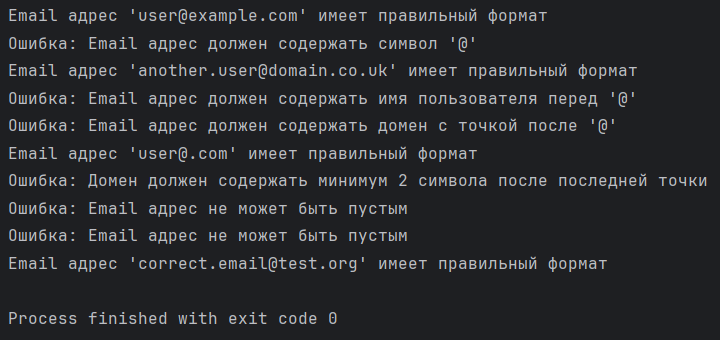 Email адрес 'user@example.com' имеет правильный формат
Ошибка: Email адрес должен содержать символ '@'
Email адрес 'another.user@domain.co.uk' имеет правильный формат
Ошибка: Email адрес должен содержать имя пользователя перед '@'
Ошибка: Email адрес должен содержать домен с точкой после '@'
Email адрес 'user@.com' имеет правильный формат
Ошибка: Домен должен содержать минимум 2 символа после последней точки
Ошибка: Email адрес не может быть пустым
Ошибка: Email адрес не может быть пустым
Email адрес 'correct.email@test.org' имеет правильный формат
Process finished with exit code 0